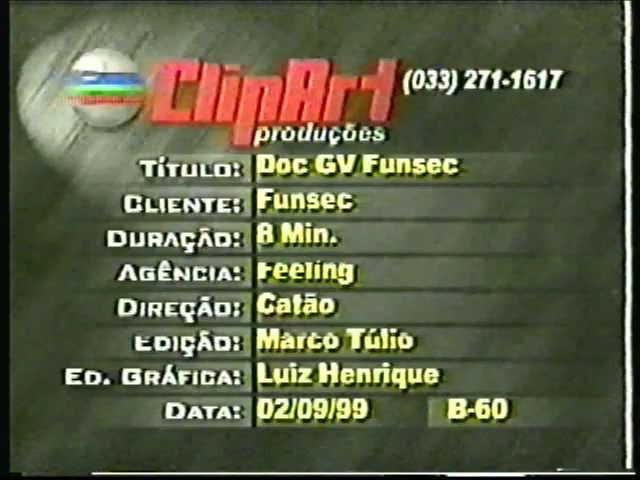 ClipArt (033) 271-1617
produções
Título: Doc GV Funsec
Cliente: Funsec
Duração: 8 Min.
Agência: Feeling
Direção: Catão
Edição: Marco Túlio
Ed. Gráfica: Luiz Henrique
Data: 02/09/99 B-60